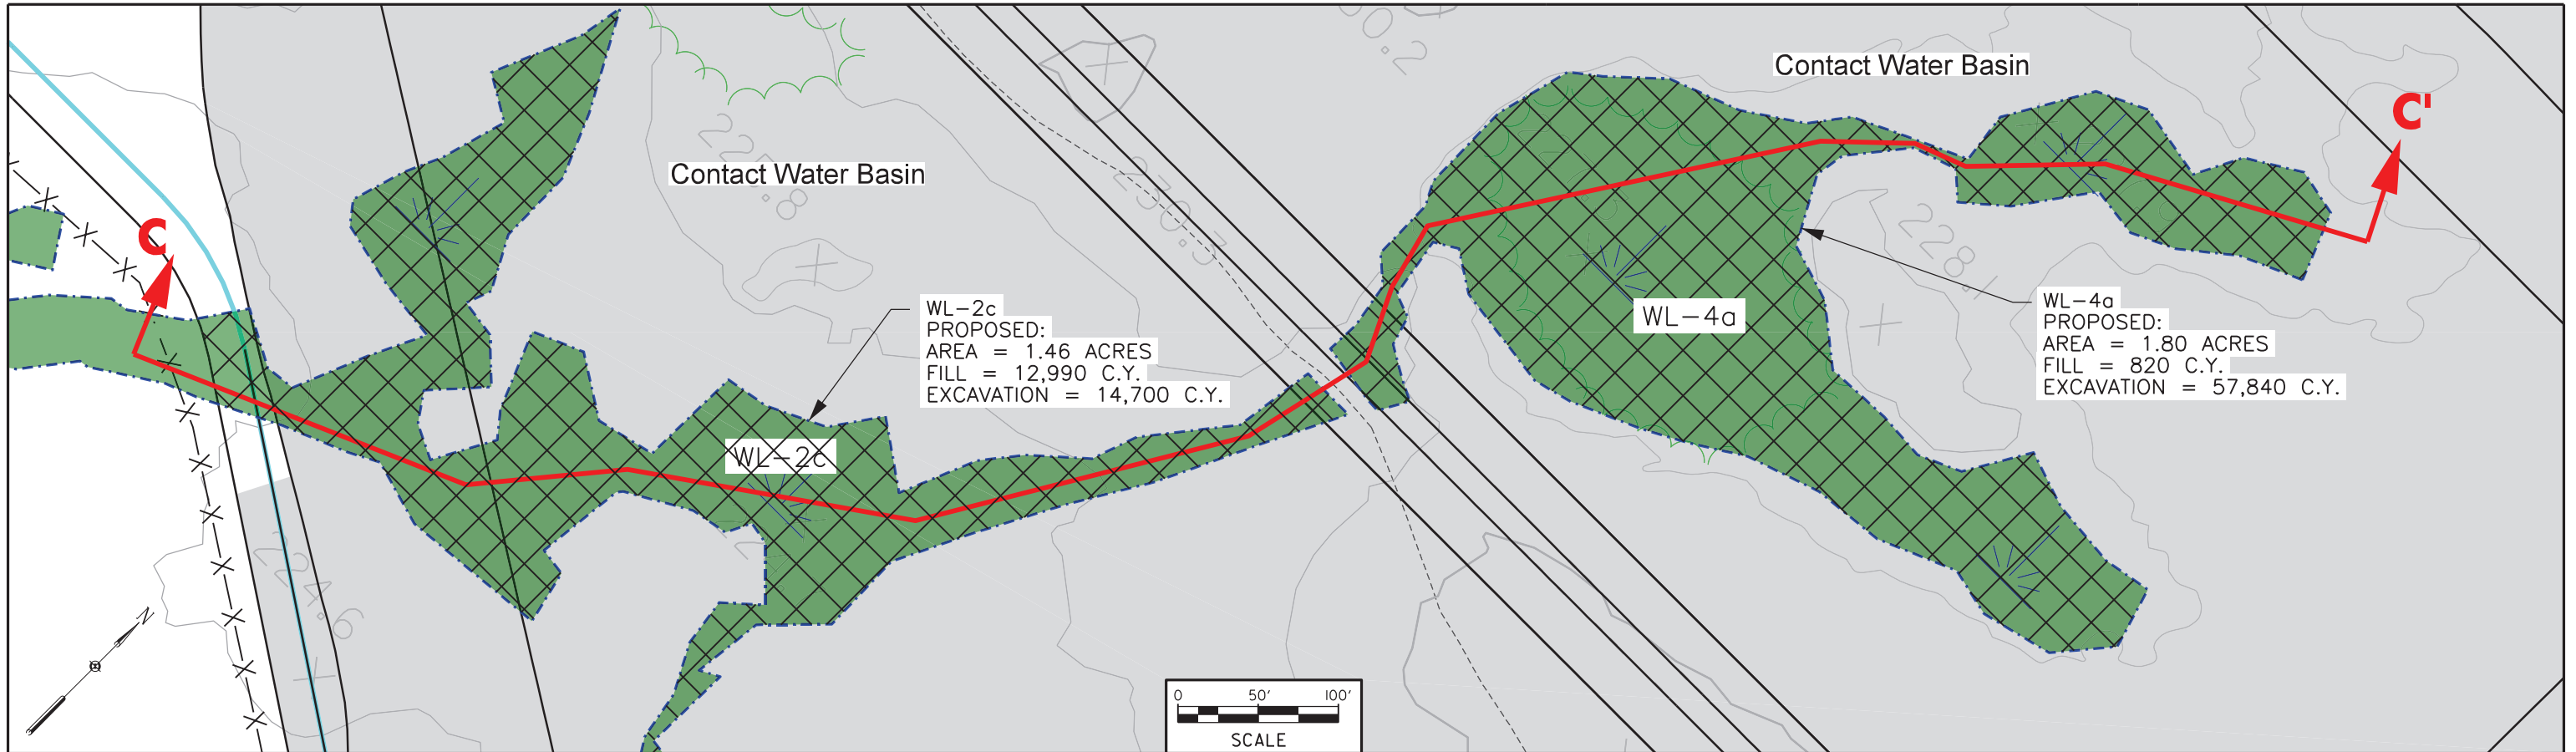 Contact Water Basin
C'
Contact Water Basin
C
WL-2c
PROPOSED:
AREA = 1.46 ACRES
FILL = 12,990 C.Y.
EXCAVATION = 14,700 C.Y.
WL-4a
WL-4a
PROPOSED:
AREA = 1.80 ACRES
FILL = 820 C.Y.
EXCAVATION = 57,840 C.Y.
WL-2c
N
0 50' 100'
SCALE